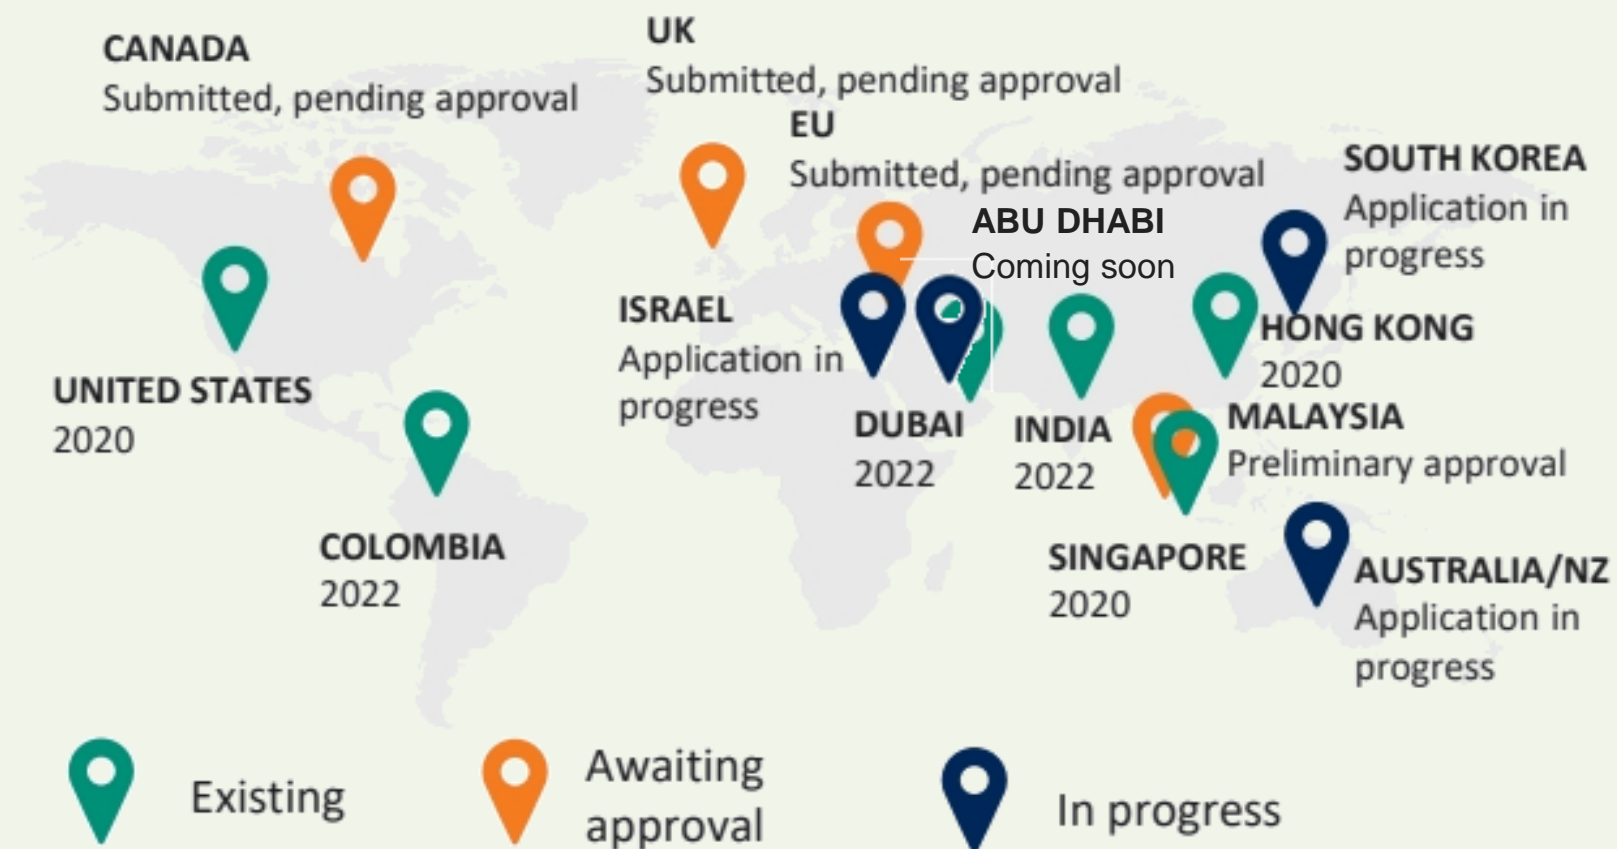 CANADA
Submitted, pending approval
UK
Submitted, pending approval
EU
Submitted, pending approval
ABU DHABI
Coming soon
SOUTH KOREA
Application in
progress
ISRAEL
Application in
progress
HONG KONG
2020
UNITED STATES
2020
DUBAI
2022
INDIA
2022
MALAYSIA
Preliminary approval
COLOMBIA
2022
SINGAPORE
2020
AUSTRALIA/NZ
Application in
progress
Existing
Awaiting
approval
In progress